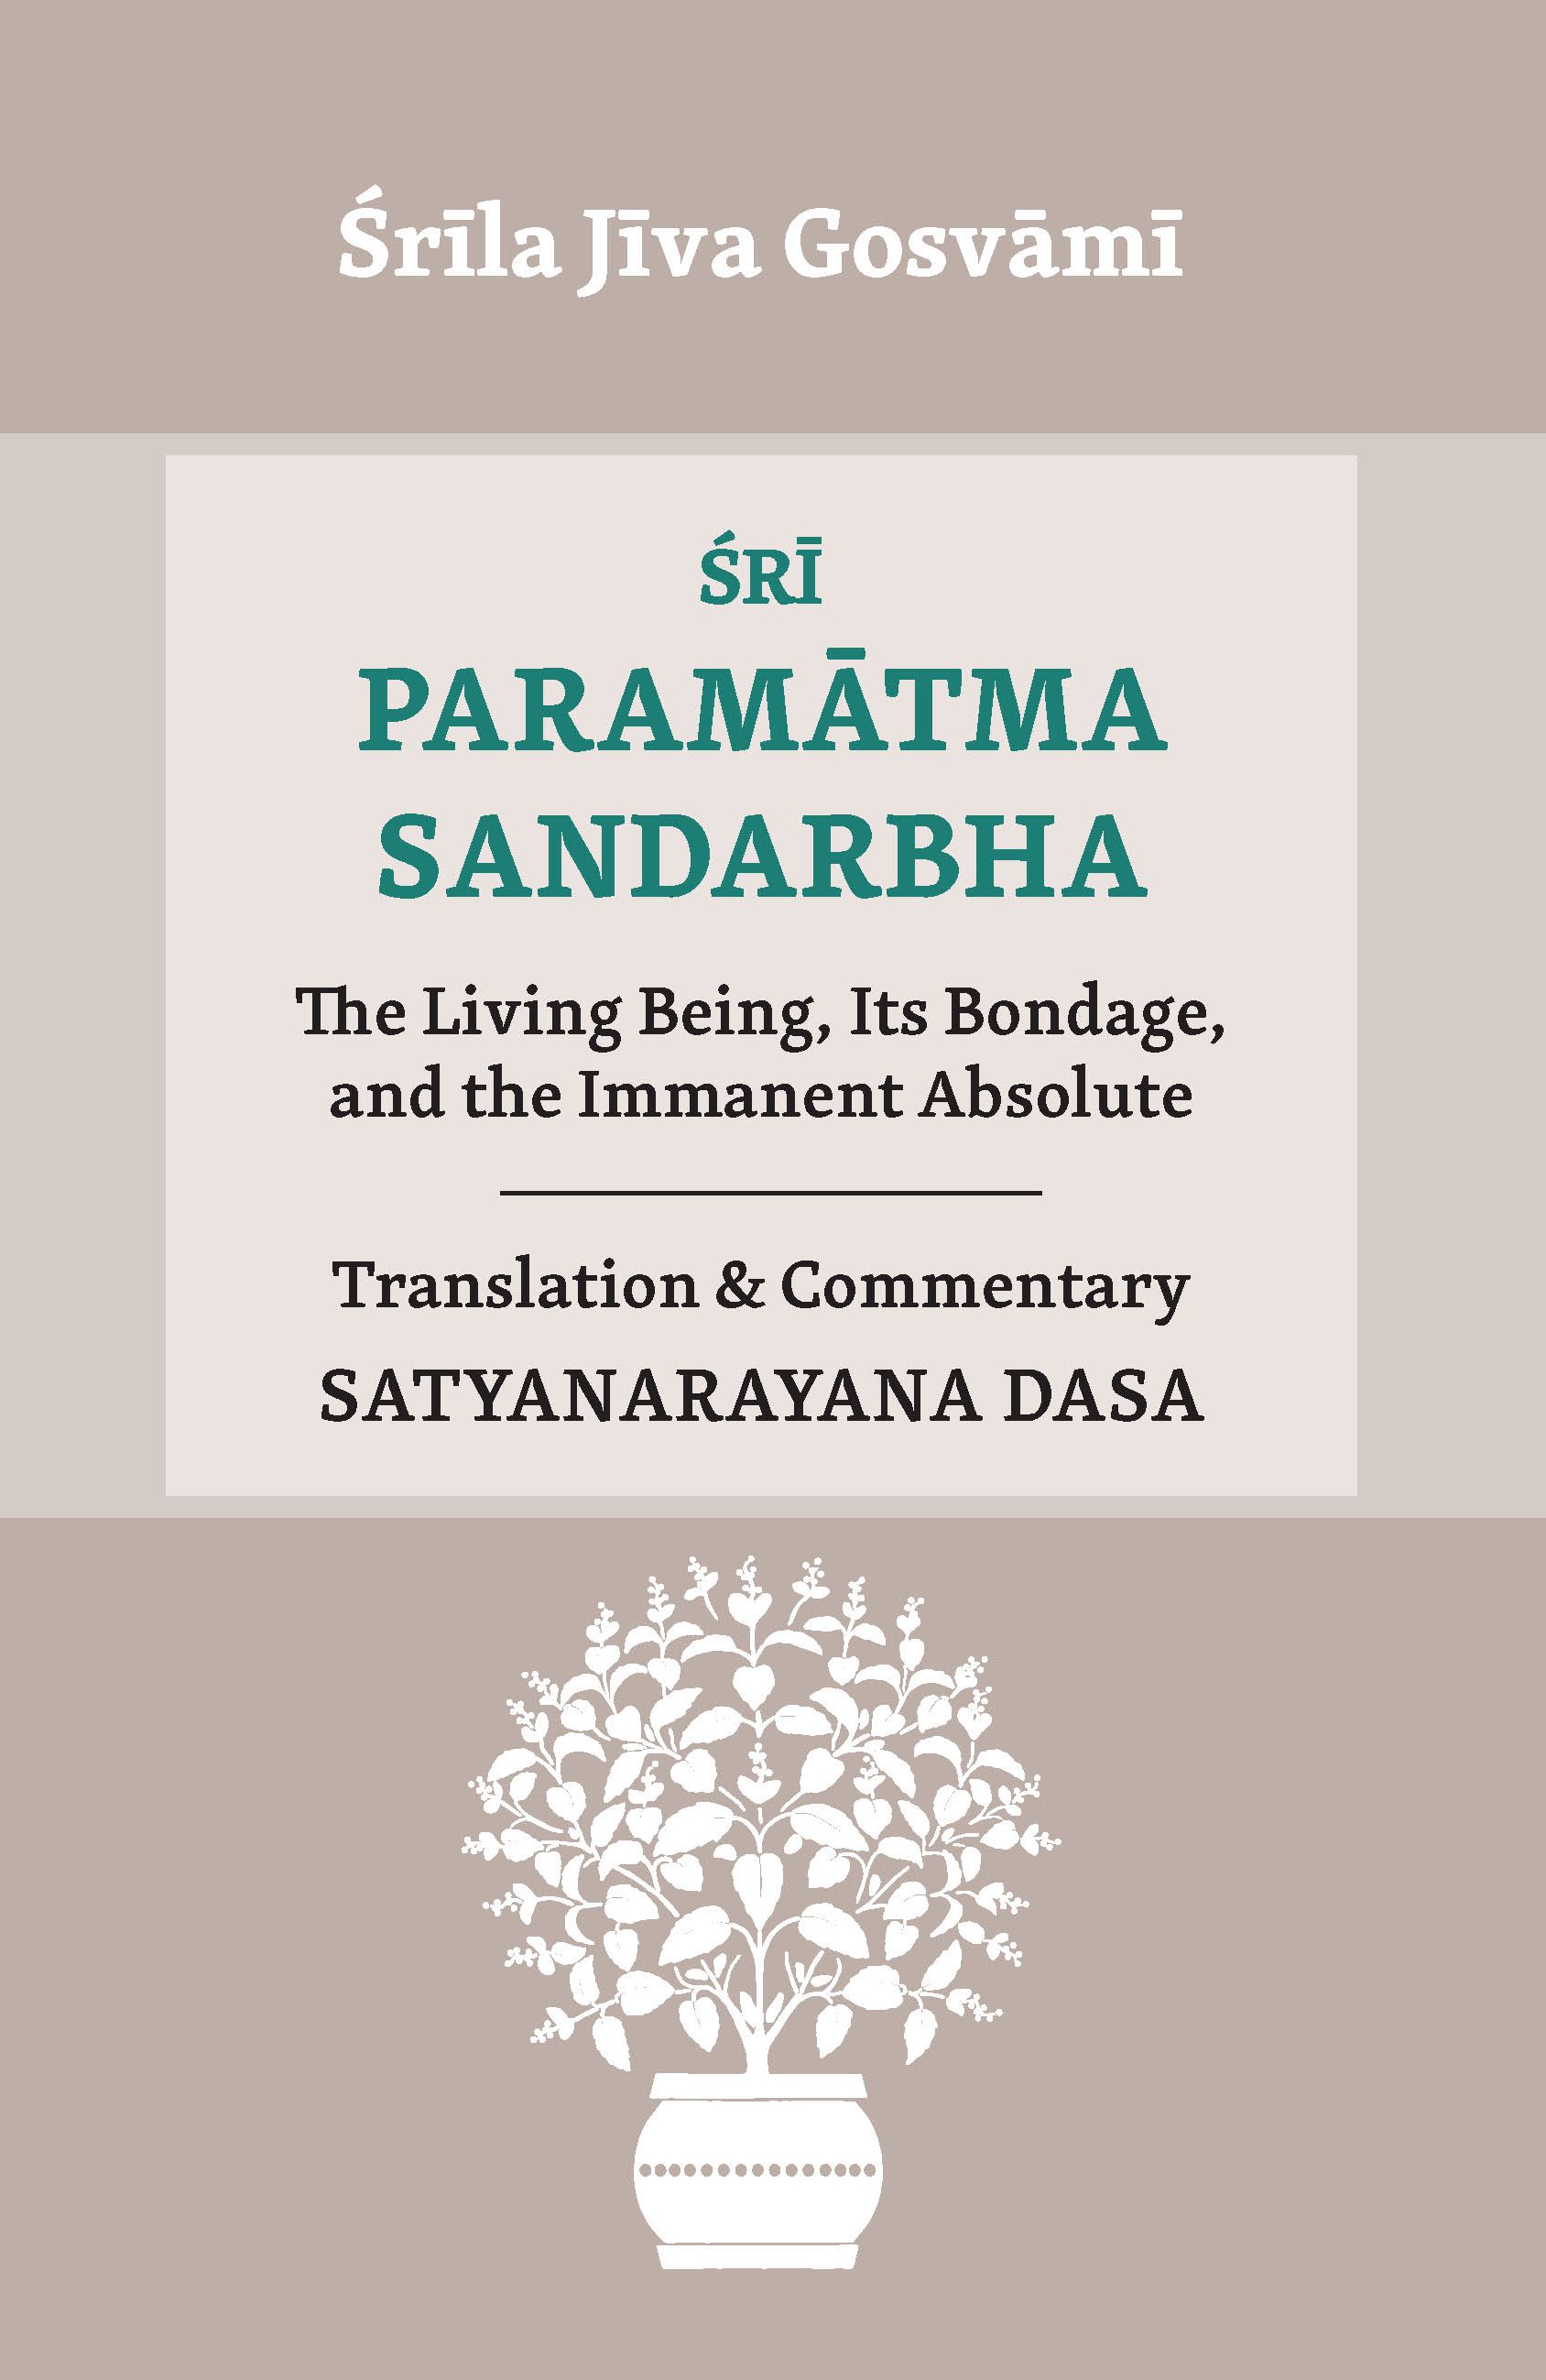 Śrīla Jīva Gosvāmī
ŚRĪ
PARAMĀTMA
SANDARBHA
The Living Being, Its Bondage,
and the Immanent Absolute
Translation & Commentary
SATYANARAYANA DASA